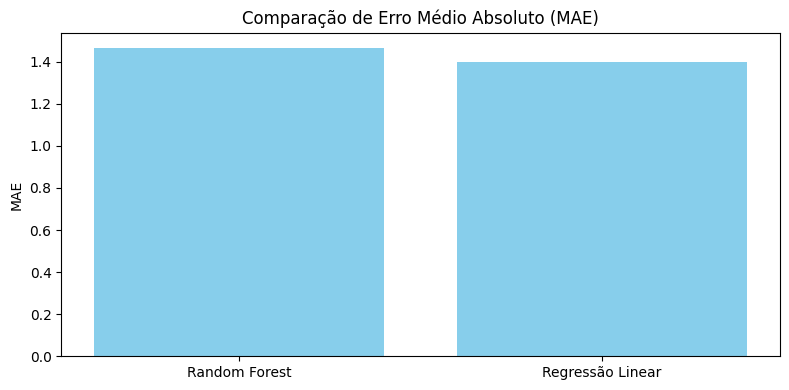 Comparação de Erro Médio Absoluto (MAE)
MAE
1.4
1.2
1.0
0.8
0.6
0.4
0.2
0.0
Random Forest
Regressão Linear